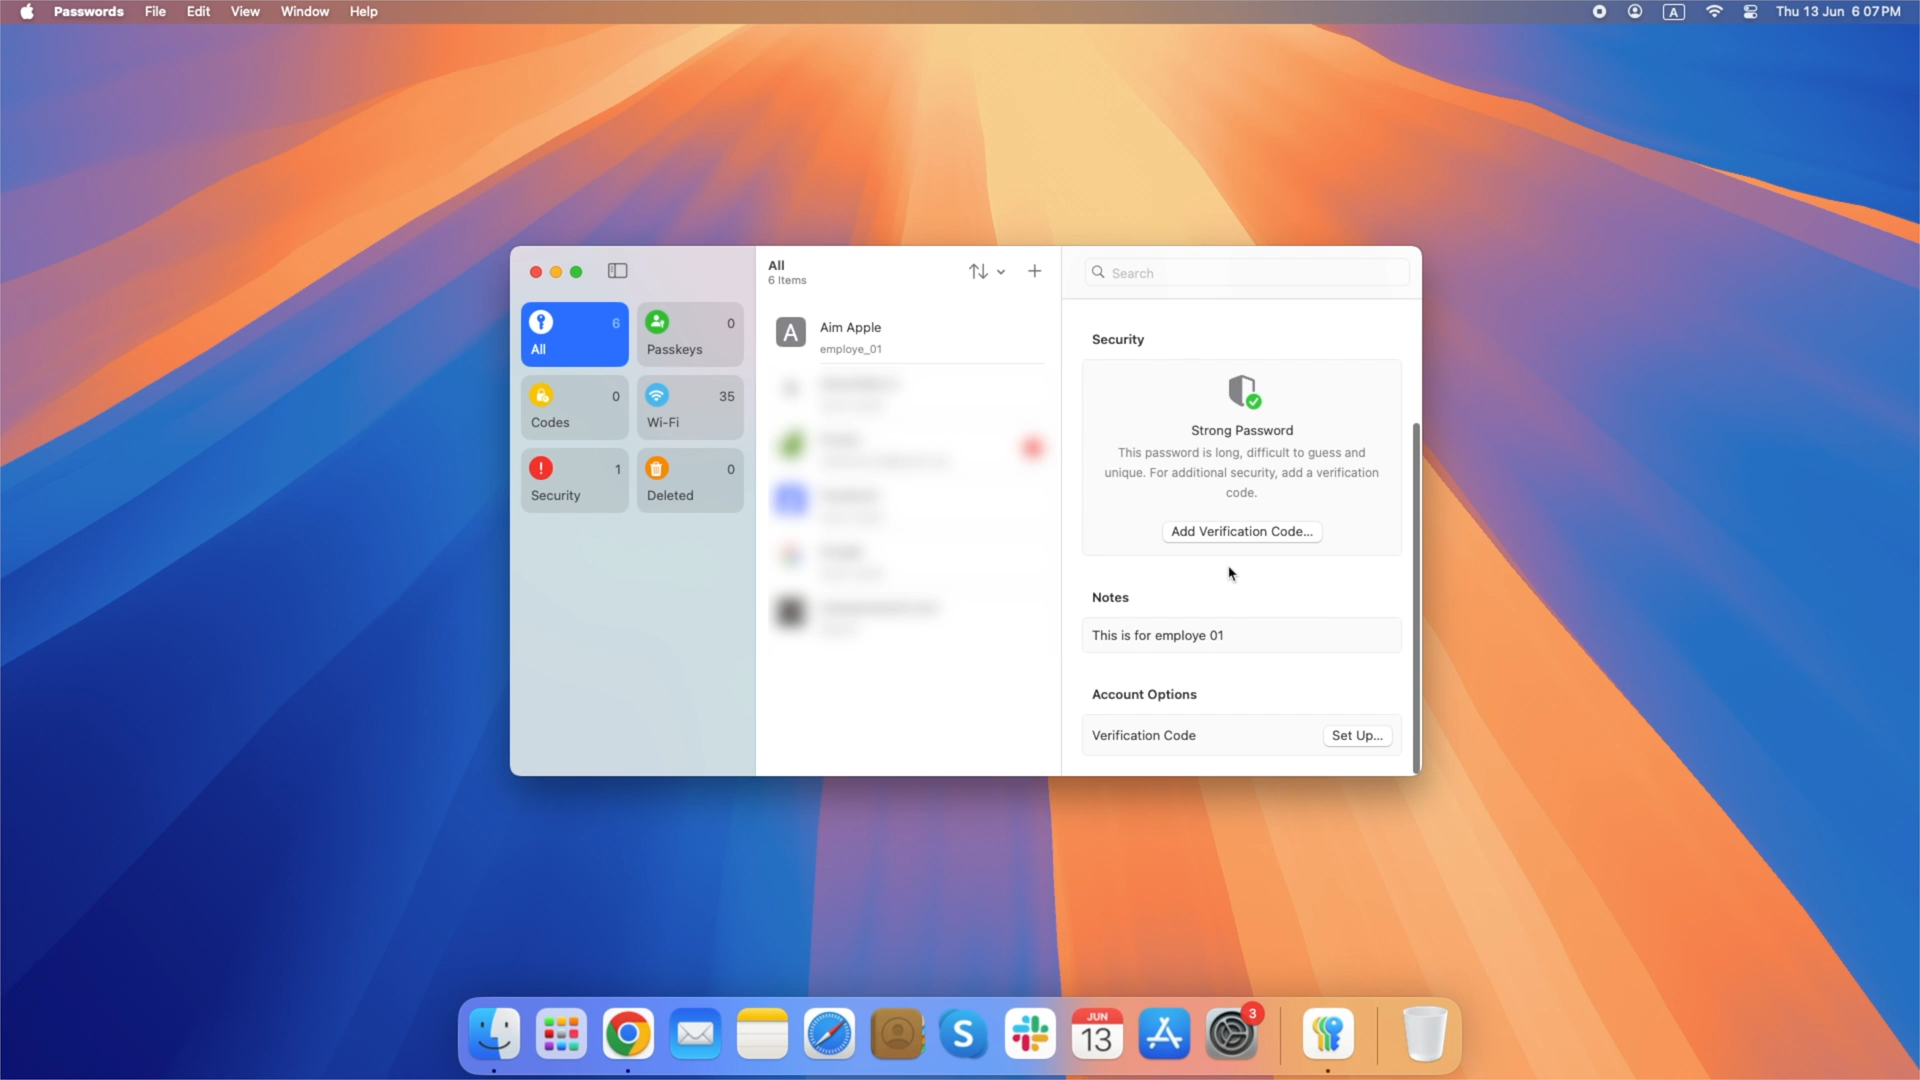 Passwords File Edit View Window Help
A Thu 13 Jun 6 07 PM
All
6 Items
Search
6
All
0
Passkeys
0
Codes
35
Wi-Fi
1
Security
0
Deleted
A
Aim Apple
employe_01
Security
Strong Password
This password is long, difficult to guess and
unique. For additional security, add a verification
code.
Add Verification Code...
Notes
This is for employe 01
Account Options
Verification Code
Set Up...
S
JUN
13
3